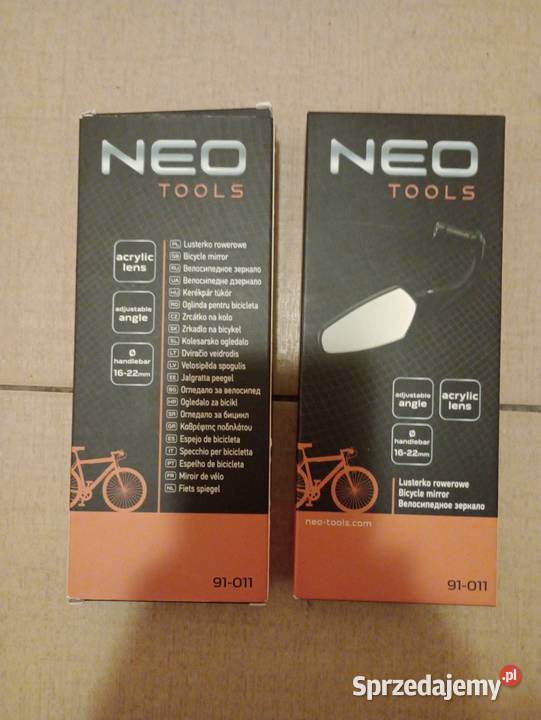 NEO
TOOLS
acrylic
lens
adjustable
angle
Ø
handlebar
16-22mm
PL Lusterko rowerowe
GB Bicycle mirror
RU Велосипедное зеркало
UA Велосипедне дзеркало
HU Kerékpár tükör
RO Oglinda pentru bicicleta
CZ Zrcátko na kolo
SK Zrkadlo na bicykel
SL Kolesarsko ogledalo
LT Dviračio veidrodis
LV Velosipēda spogulis
EE Jalgratta peegel
BG Огледало за велосипед
HR Ogledalo za bicikl
SR Огледало за бицикл
GR Καθρέφτης ποδηλάτου
ES Espejo de bicicleta
IT Specchio per bicicletta
PT Espelho de bicicleta
FR Miroir de vélo
NL Fiets spiegel
91-011
NEO
TOOLS
adjustable
angle
acrylic
lens
Ø
handlebar
16-22mm
Lusterko rowerowe
Bicycle mirror
Велосипедное зеркало
neo-tools.com
91-011
Sprzedajemy.pl